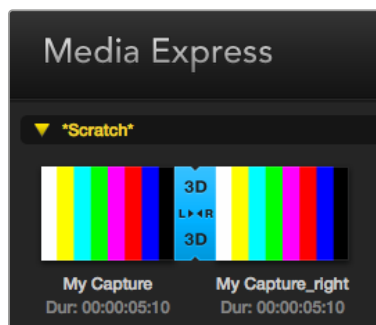 Media Express
*Scratch*
3D
L▶◀R
3D
My Capture
My Capture_right
Dur: 00:00:05:10
Dur: 00:00:05:10